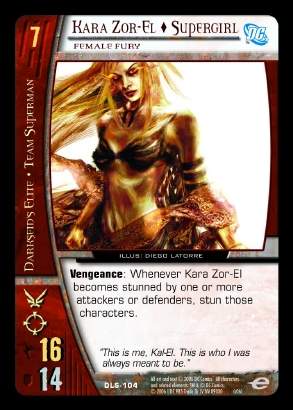 7
Kara Zor-El ♦ Supergirl
Female Fury
DC
Darkseid's Elite • Team Superman
Illus: Diego Latorre
Vengeance: Whenever Kara Zor-El
becomes stunned by one or more
attackers or defenders, stun those
characters.
16
14
"This is me, Kal-El. This is who I was
always meant to be."
DLS-104